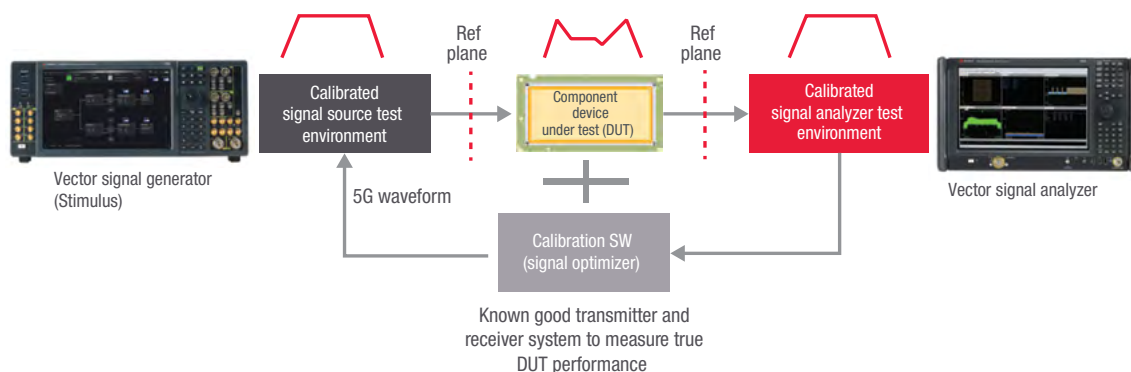 Ref
plane
Ref
plane
Calibrated
signal source test
environment
Component
device
under test (DUT)
Calibrated
signal analyzer test
environment
Vector signal generator
(Stimulus)
5G waveform
Vector signal analyzer
Calibration SW
(signal optimizer)
Known good transmitter and
receiver system to measure true
DUT performance